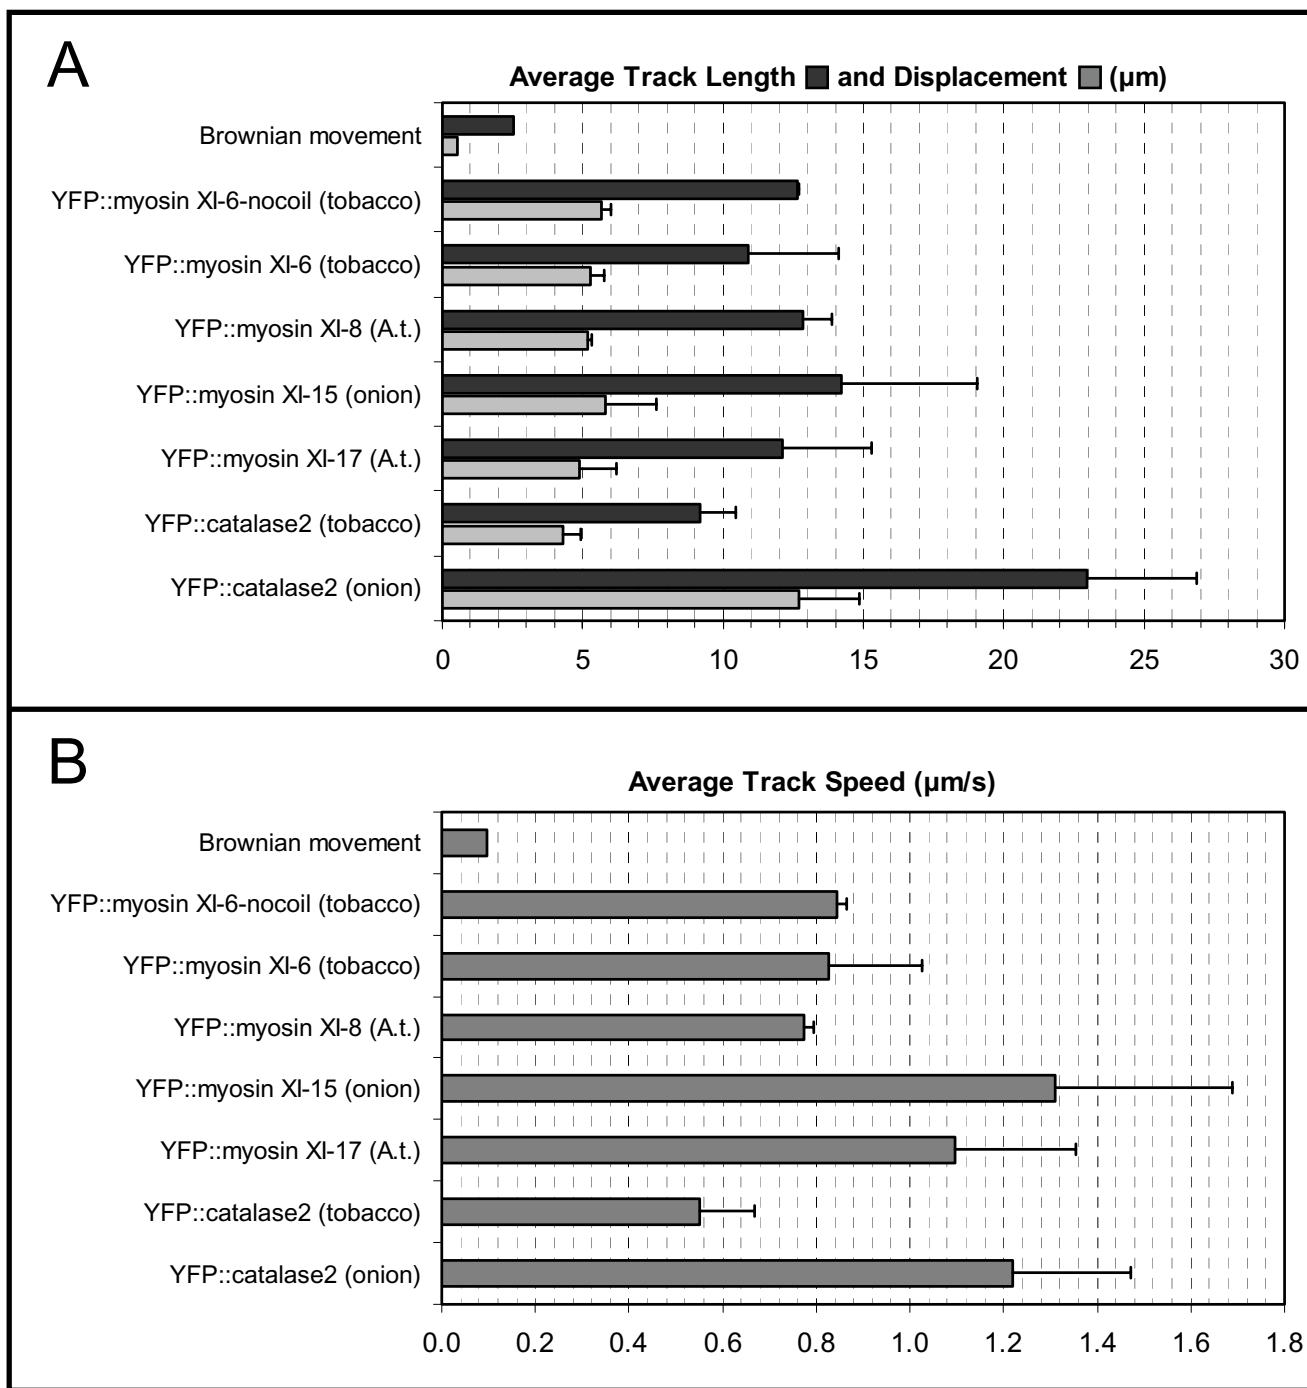 A
Average Track Length and Displacement (µm)
Brownian movement
YFP::myosin XI-6-nocoil (tobacco)
YFP::myosin XI-6 (tobacco)
YFP::myosin XI-8 (A.t.)
YFP::myosin XI-15 (onion)
YFP::myosin XI-17 (A.t.)
YFP::catalase2 (tobacco)
YFP::catalase2 (onion)
0 5 10 15 20 25 30
B
Average Track Speed (µm/s)
Brownian movement
YFP::myosin XI-6-nocoil (tobacco)
YFP::myosin XI-6 (tobacco)
YFP::myosin XI-8 (A.t.)
YFP::myosin XI-15 (onion)
YFP::myosin XI-17 (A.t.)
YFP::catalase2 (tobacco)
YFP::catalase2 (onion)
0.0 0.2 0.4 0.6 0.8 1.0 1.2 1.4 1.6 1.8